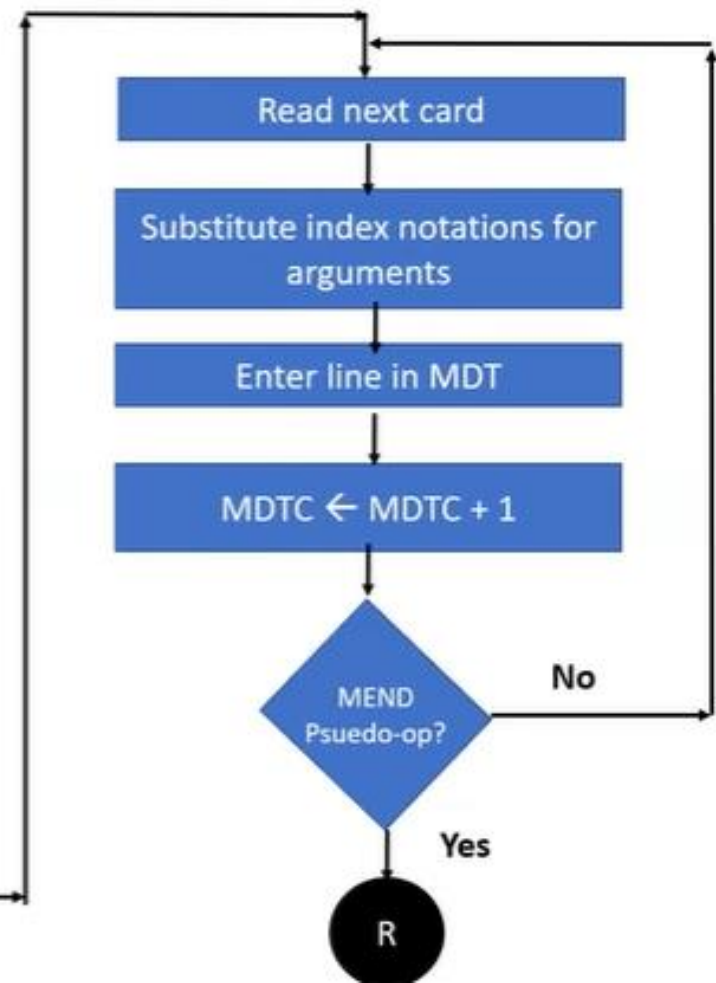 Read next card
Substitute index notations for
arguments
Enter line in MDT
MDTC ← MDTC + 1
MEND
Psuedo-op?
No
Yes
R